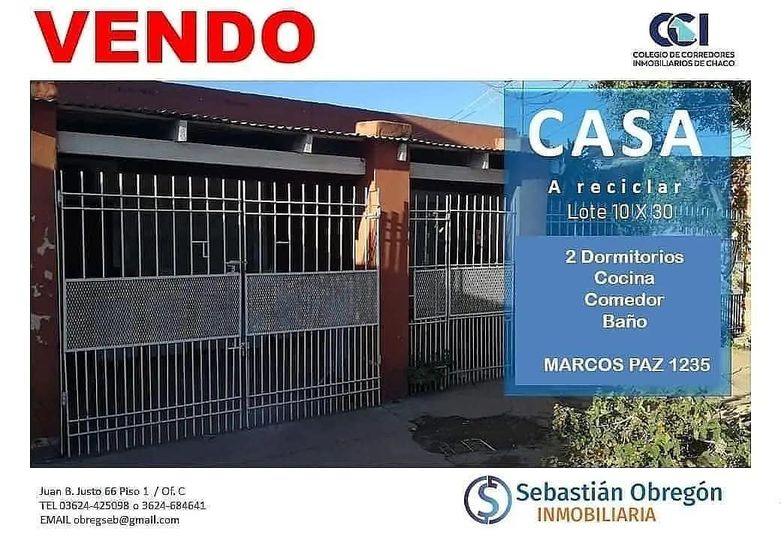 VENDO
CCI
COLEGIO DE CORREDORES
INMOBILIARIOS DE CHACO
CASA
A reciclar
Lote 10 X 30
2 Dormitorios
Cocina
Comedor
Baño
MARCOS PAZ 1235
Juan B. Justo 66 Piso 1 / Of. C
TEL 03624-425098 o 3624-684641
EMAIL obregseb@gmail.com
Sebastián Obregón
INMOBILIARIA